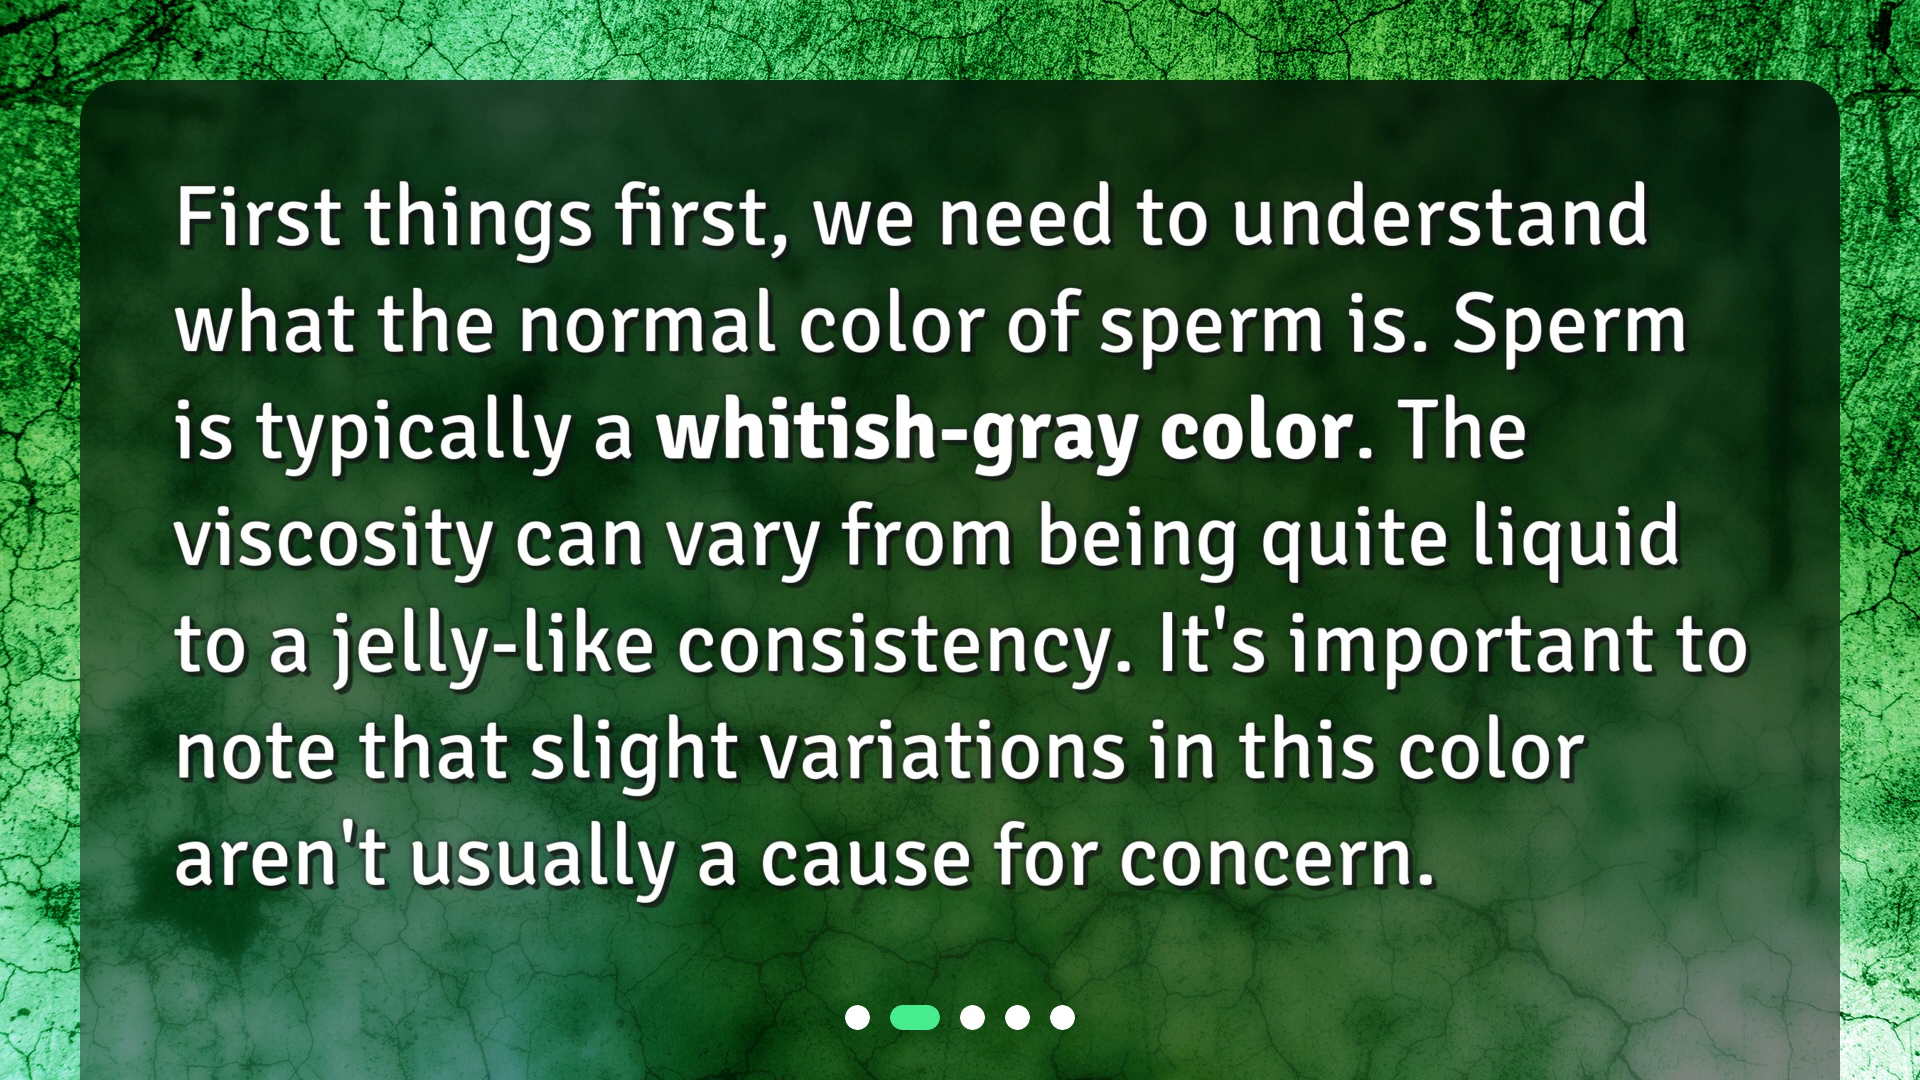 First things first, we need to understand
what the normal color of sperm is. Sperm
is typically a whitish-gray color. The
viscosity can vary from being quite liquid
to a jelly-like consistency. It's important to
note that slight variations in this color
aren't usually a cause for concern.